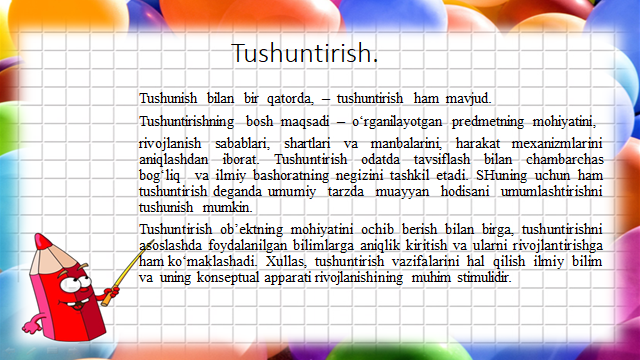 Tushuntirish.
Tushunish bilan bir qatorda, – tushuntirish ham mavjud.
Tushuntirishning bosh maqsadi – o‘rganilayotgan predmetning mohiyatini,
rivojlanish sabablari, shartlari va manbalarini, harakat mexanizmlarini
aniqlashdan iborat. Tushuntirish odatda tavsiflash bilan chambarchas
bog‘liq va ilmiy bashoratning negizini tashkil etadi. SHuning uchun ham
tushuntirish deganda umumiy tarzda muayyan hodisani umumlashtirishni
tushunish mumkin.
Tushuntirish ob’ektning mohiyatini ochib berish bilan birga, tushuntirishni
asoslashda foydalanilgan bilimlarga aniqlik kiritish va ularni rivojlantirishga
ham ko‘maklashadi. Xullas, tushuntirish vazifalarini hal qilish ilmiy bilim
va uning konseptual apparati rivojlanishining muhim stimulidir.